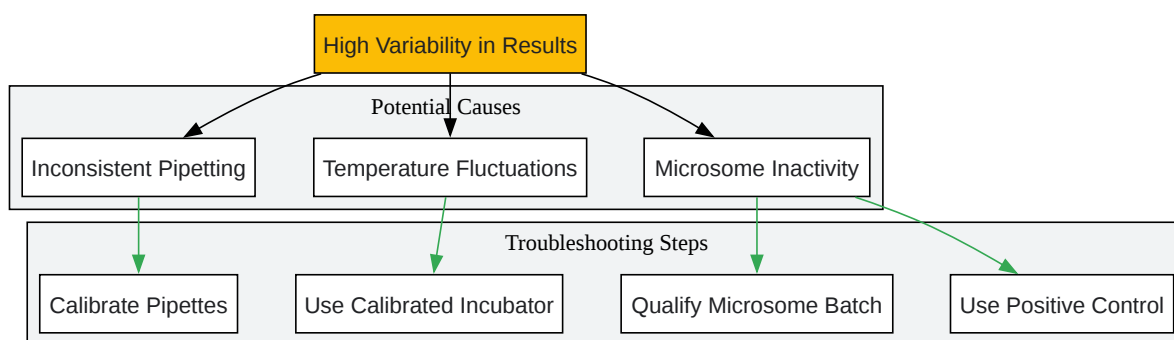 High Variability in Results
Potential Causes
Inconsistent Pipetting
Temperature Fluctuations
Microsome Inactivity
Troubleshooting Steps
Calibrate Pipettes
Use Calibrated Incubator
Qualify Microsome Batch
Use Positive Control